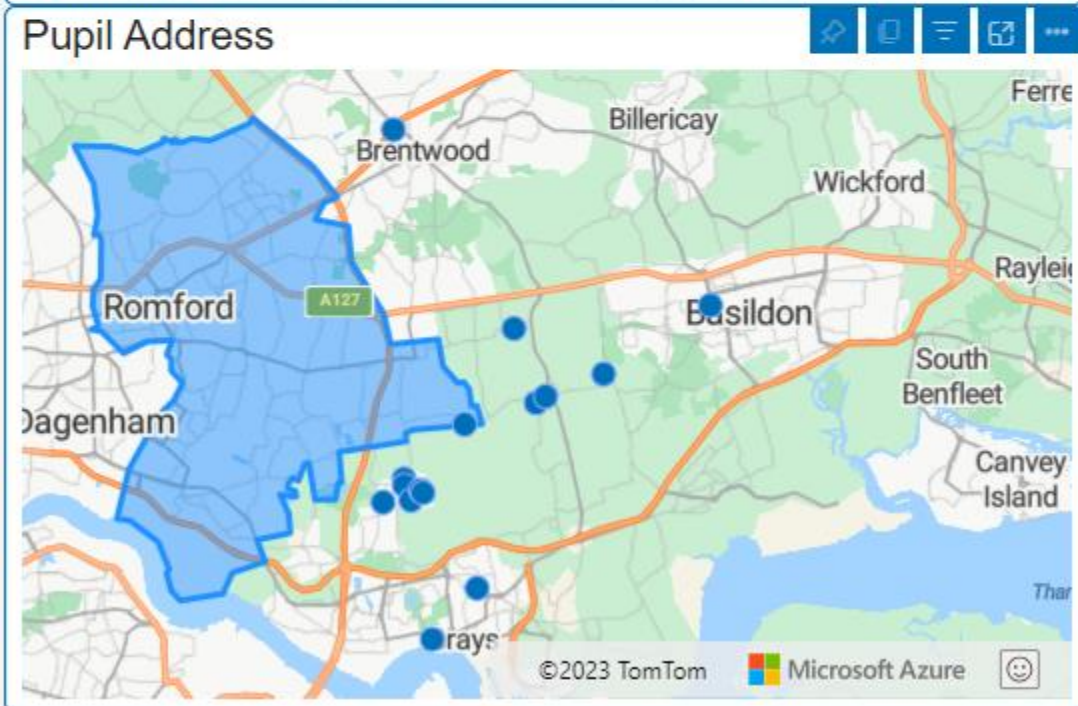 Pupil Address
Ferre
Billericay
Brentwood
Wickford
Rayleig
A127
Romford
Basildon
South
Benfleet
Dagenham
Canvey
Island
Thar
rays
©2023 TomTom
Microsoft Azure